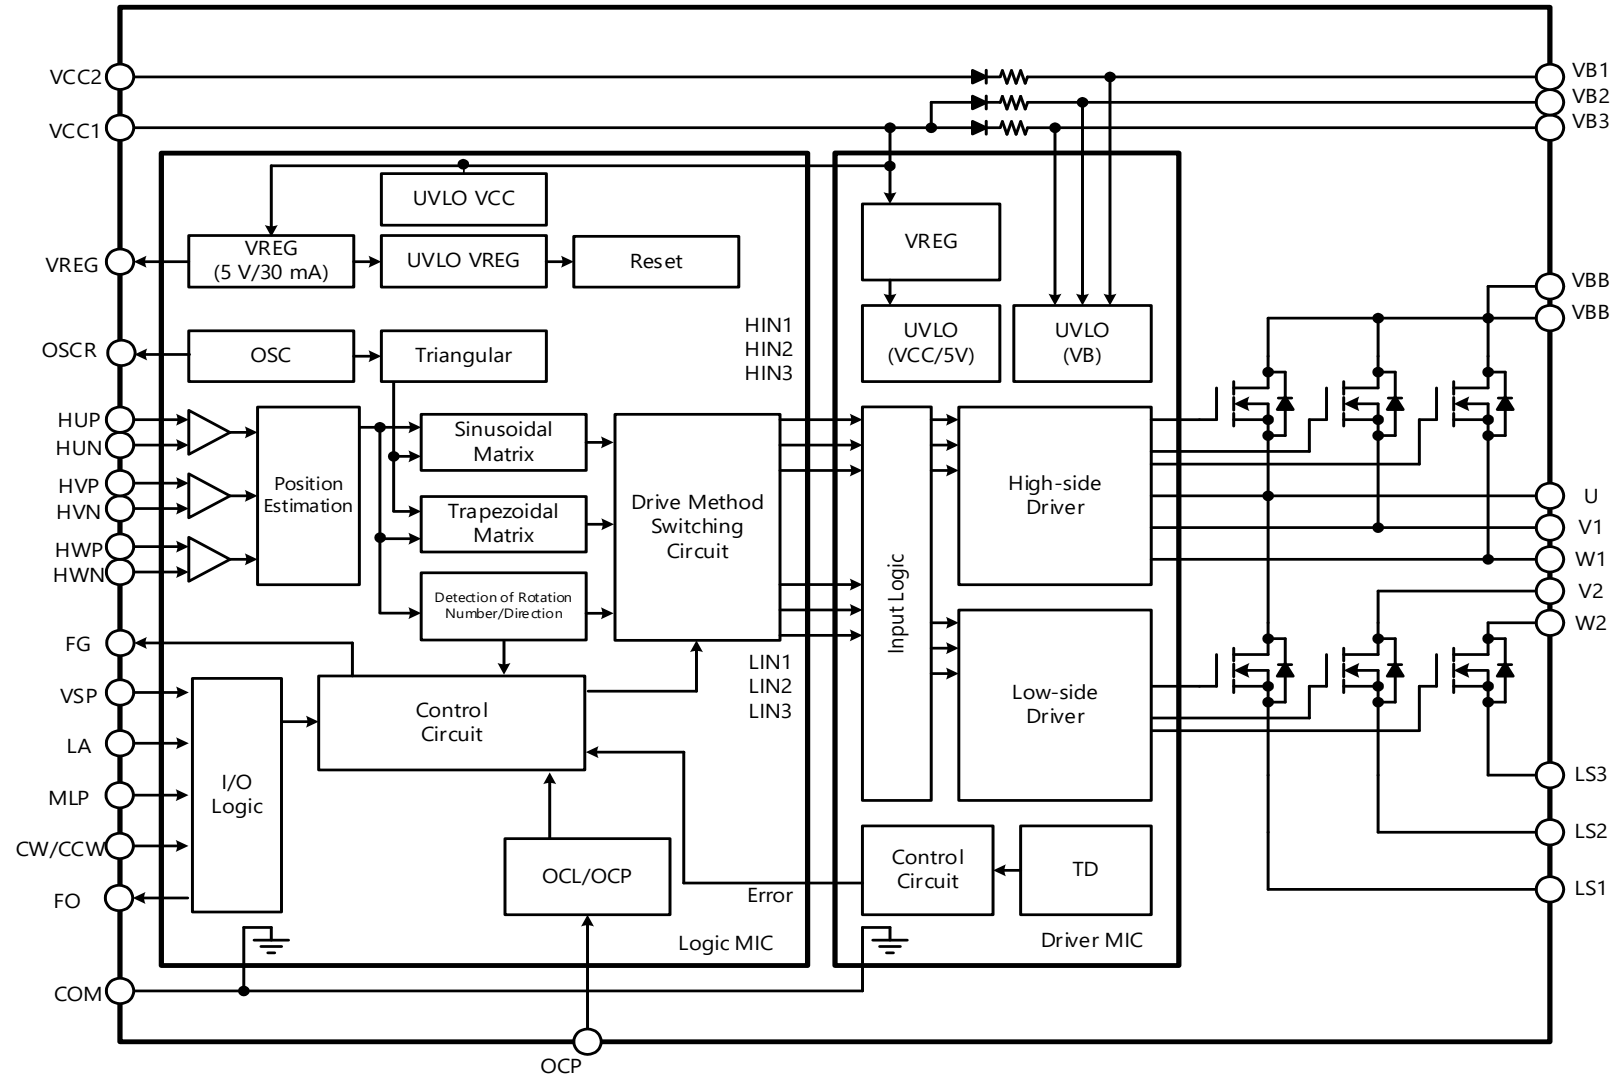 VCC2
VCC1
VB1
VB2
VB3
UVLO VCC
VREG
VREG
(5 V/30 mA)
UVLO VREG
Reset
VREG
OSCR
OSC
Triangular
HIN1
HIN2
HIN3
UVLO
(VCC/5V)
UVLO
(VB)
VBB
VBB
HUP
HUN
HVP
HVN
HWP
HWN
Position
Estimation
Sinusoidal
Matrix
Trapezoidal
Matrix
Detection of Rotation
Number/Direction
Drive Method
Switching
Circuit
Input Logic
High-side
Driver
Low-side
Driver
U
V1
W1
V2
W2
FG
VSP
LA
MLP
CW/CCW
FO
I/O
Logic
Control
Circuit
LIN1
LIN2
LIN3
LS3
LS2
LS1
OCL/OCP
Error
Control
Circuit
TD
Logic MIC
Driver MIC
COM
OCP